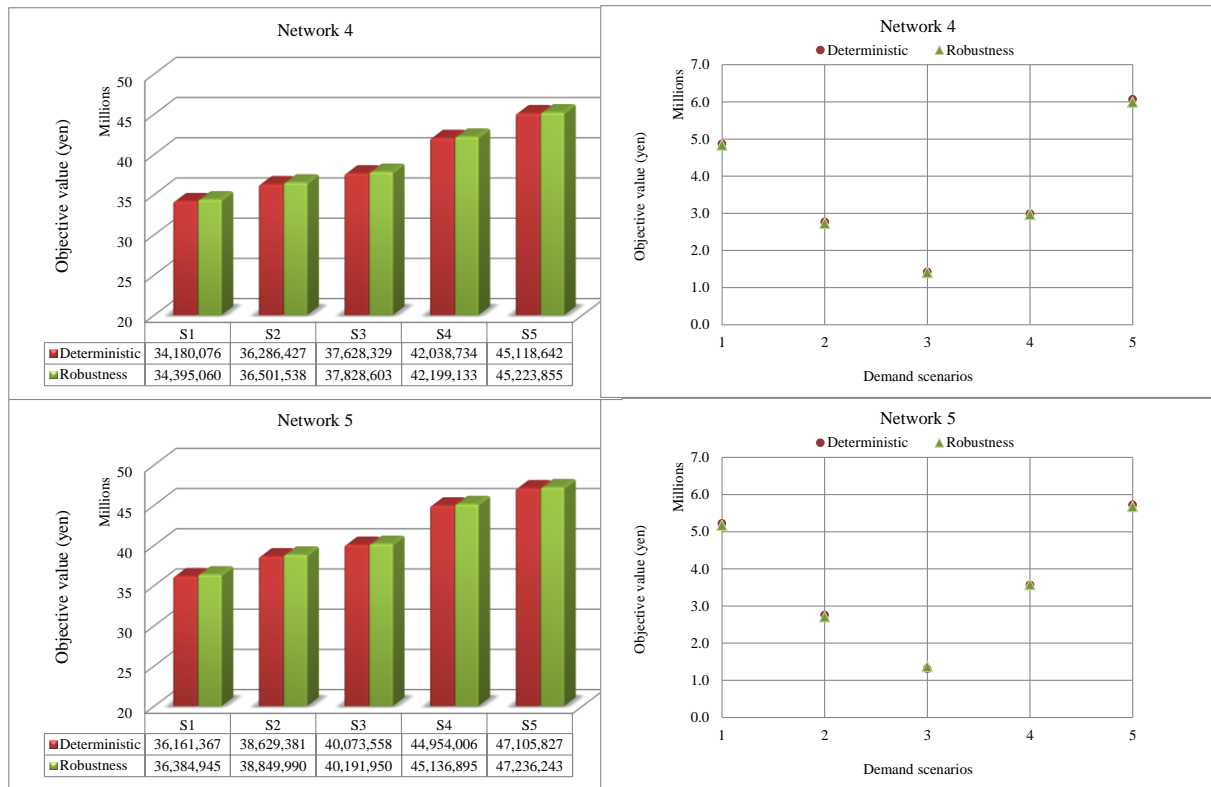 Network 4
Objective value (yen)
Millions
50
45
40
35
30
25
20
S1 S2 S3 S4 S5
Deterministic 34,180,076 36,286,427 37,628,329 42,038,734 45,118,642
Robustness 34,395,060 36,501,538 37,828,603 42,199,133 45,223,855
Network 4
Deterministic Robustness
Objective value (yen)
Millions
7.0
6.0
5.0
4.0
3.0
2.0
1.0
0.0
1 2 3 4 5
Demand scenarios
Network 5
Objective value (yen)
Millions
50
45
40
35
30
25
20
S1 S2 S3 S4 S5
Deterministic 36,161,367 38,629,381 40,073,558 44,954,006 47,105,827
Robustness 36,384,945 38,849,990 40,191,950 45,136,895 47,236,243
Network 5
Deterministic Robustness
Objective value (yen)
Millions
7.0
6.0
5.0
4.0
3.0
2.0
1.0
0.0
1 2 3 4 5
Demand scenarios